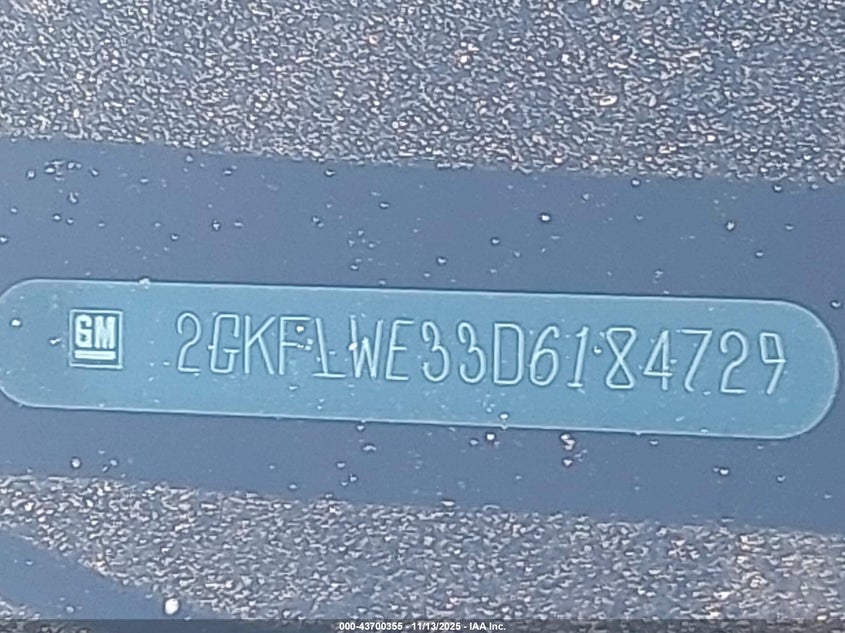 GM 2GKFLWE33D6184729
000-43700355 - 11/13/2025 - IAA Inc.